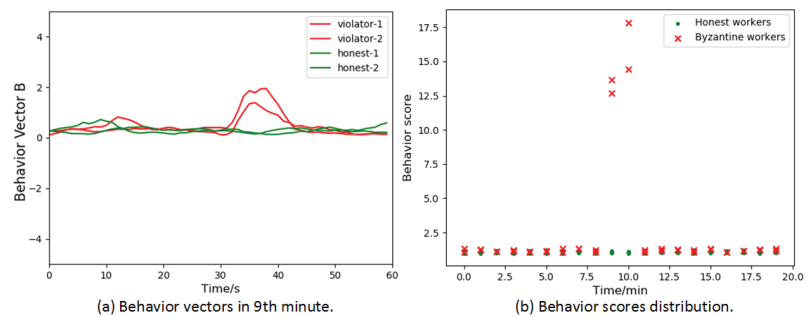 violator-1
violator-2
honest-1
honest-2
Behavior Vector B
4
2
0
−2
−4
0 10 20 30 40 50 60
Time/s
(a) Behavior vectors in 9th minute.
Honest workers
Byzantine workers
Behavior score
17.5
15.0
12.5
10.0
7.5
5.0
2.5
0.0 2.5 5.0 7.5 10.0 12.5 15.0 17.5 20.0
Time/min
(b) Behavior scores distribution.